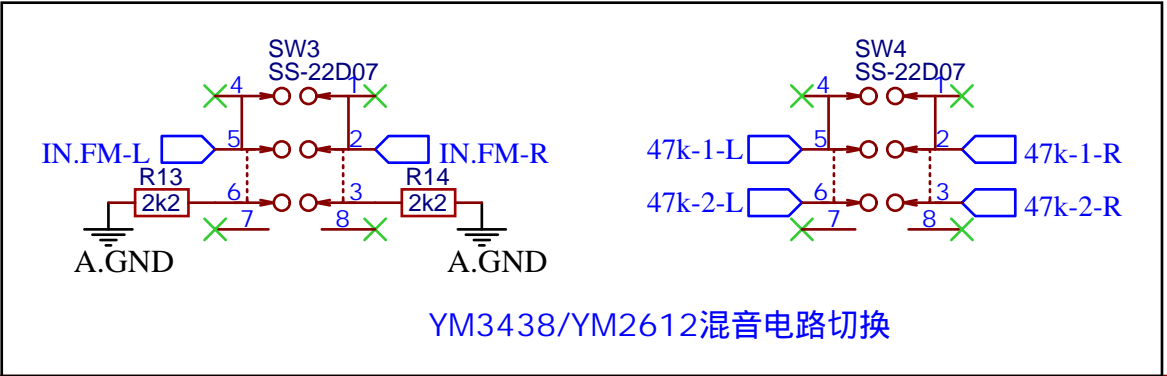 SW3
SS-22D07
4 1
IN.FM-L 5 2 IN.FM-R
R13 R14
2k2 6 3 2k2
7 8
A.GND A.GND
SW4
SS-22D07
4 1
47k-1-L 5 2 47k-1-R
47k-2-L 6 3 47k-2-R
7 8
YM3438/YM2612混音电路切换